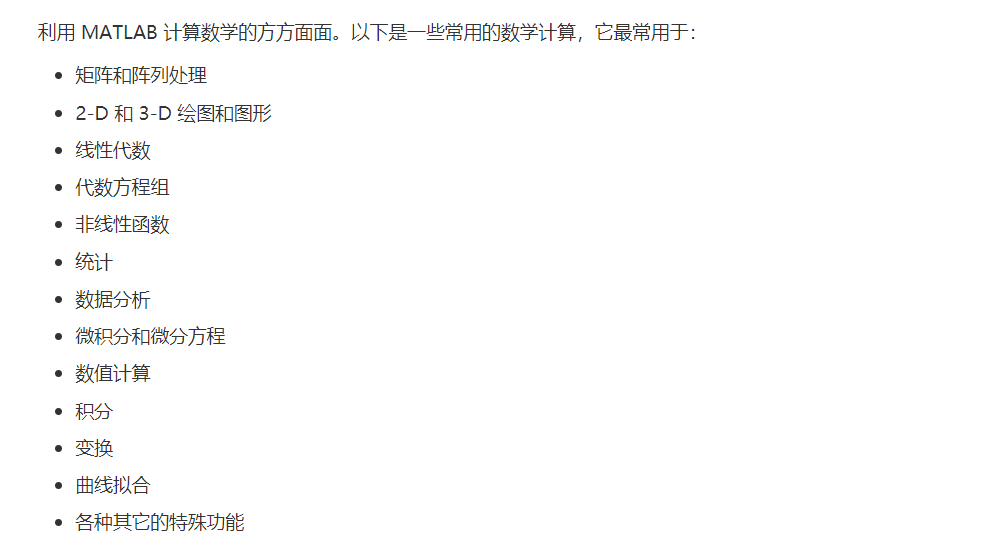 利用 MATLAB 计算数学的方方面面。以下是一些常用的数学计算，它最常用于：
• 矩阵和阵列处理
• 2-D 和 3-D 绘图和图形
• 线性代数
• 代数方程组
• 非线性函数
• 统计
• 数据分析
• 微积分和微分方程
• 数值计算
• 积分
• 变换
• 曲线拟合
• 各种其它的特殊功能